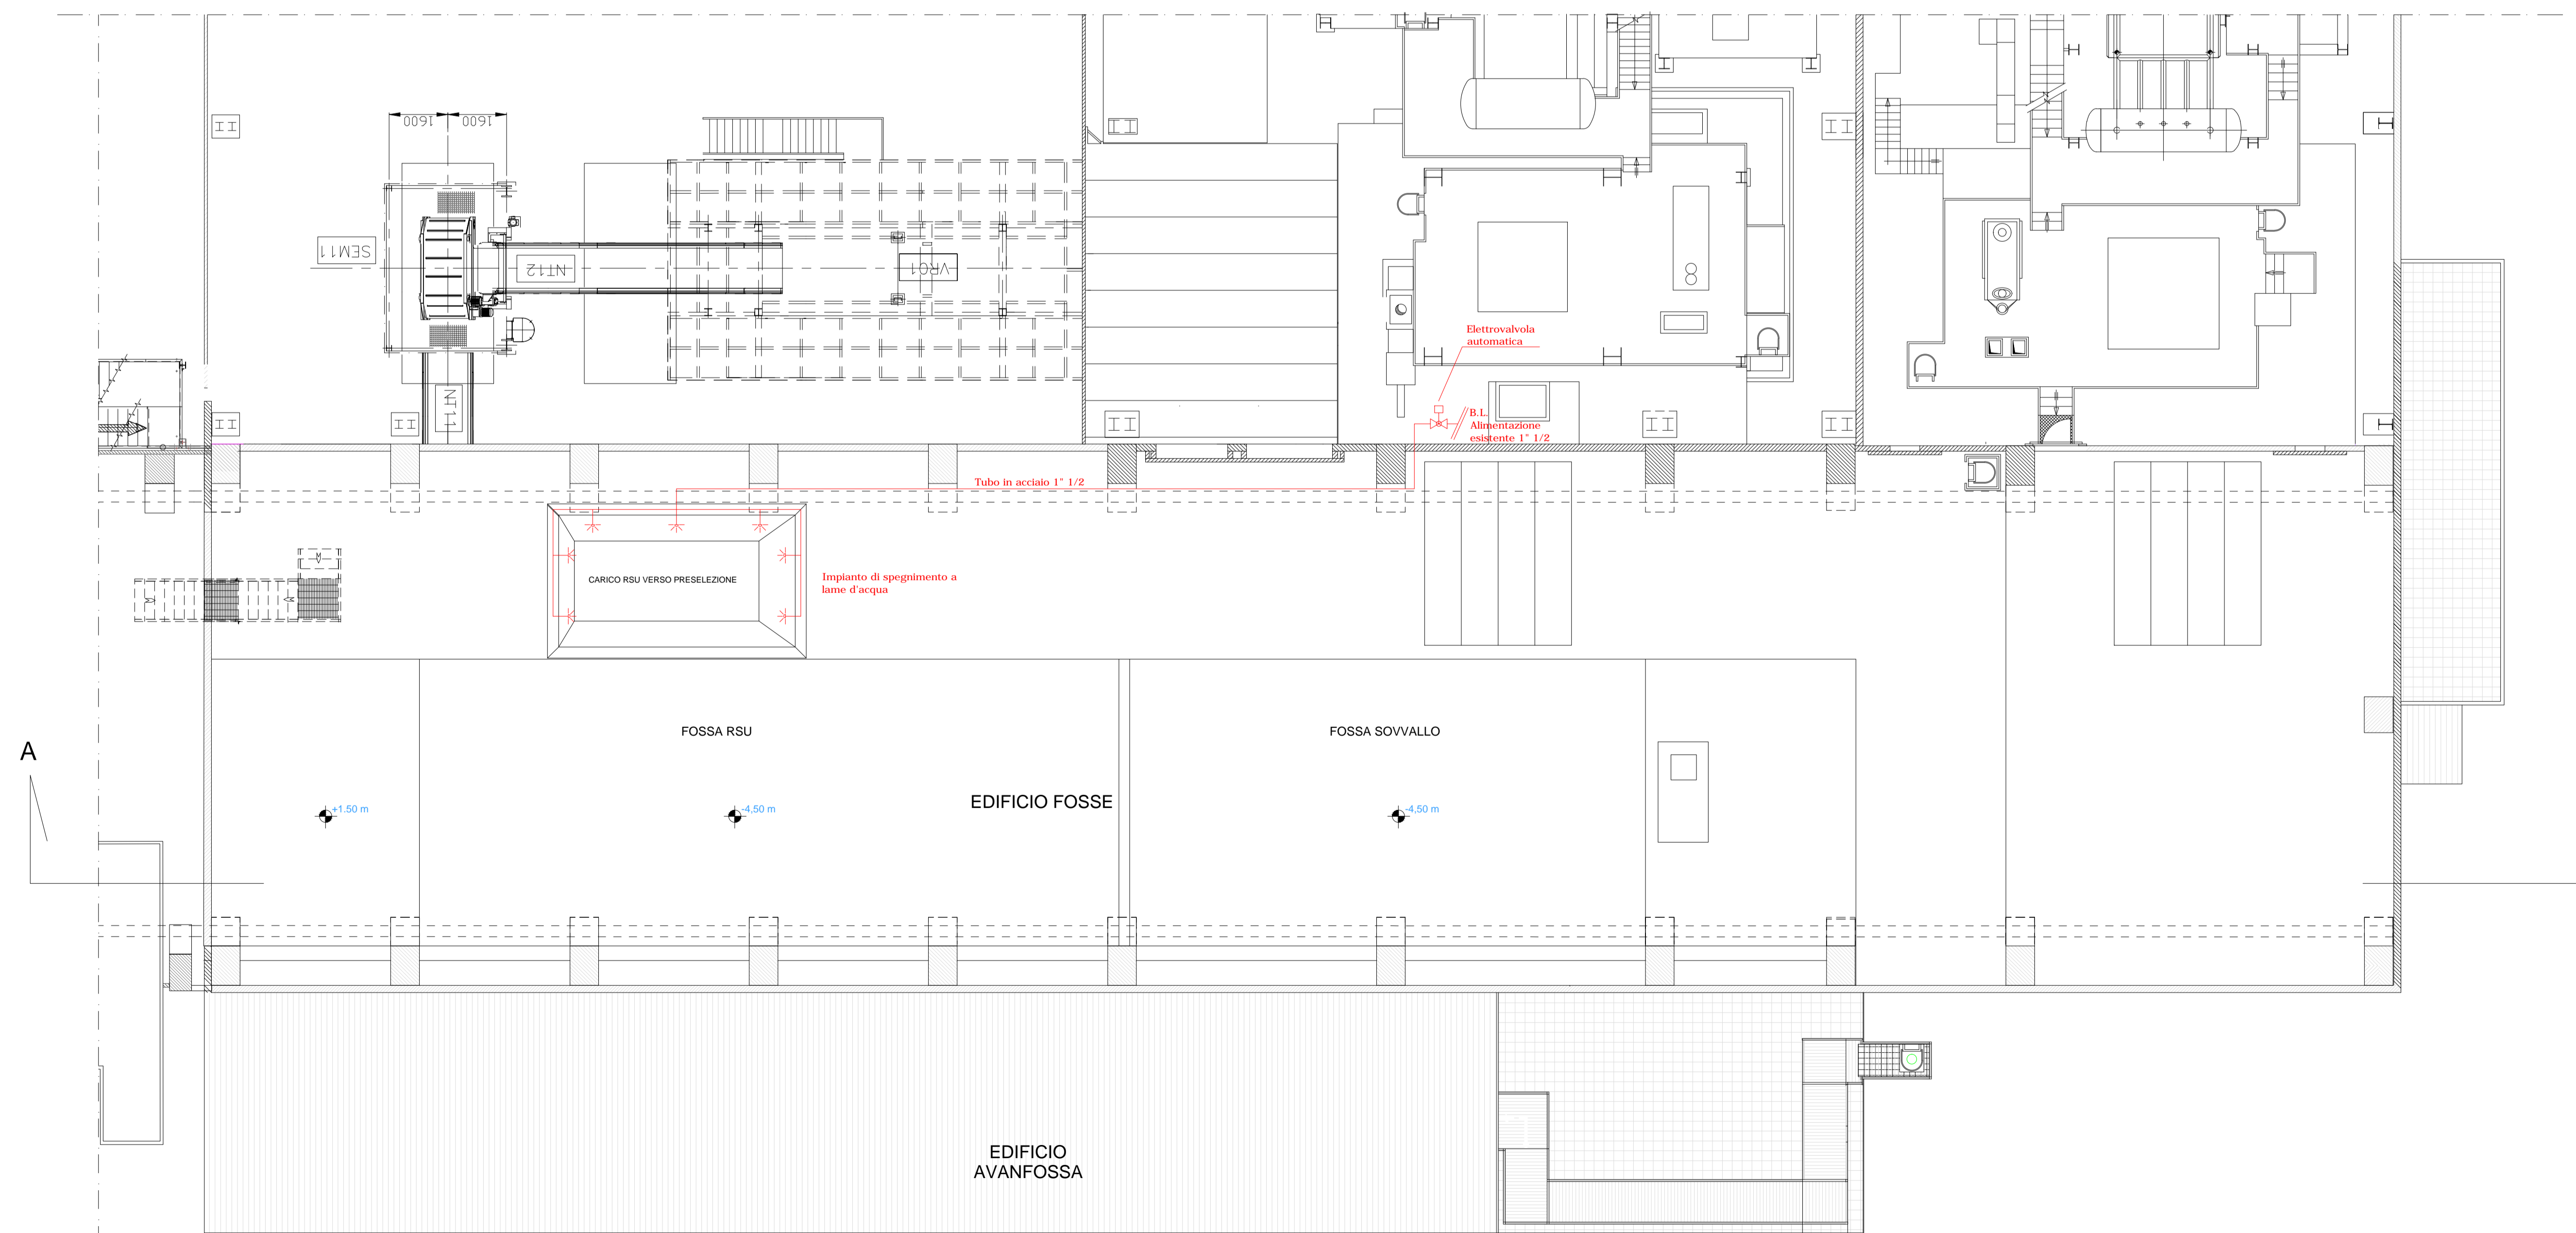 1600
1600
SEM11
NT12
VR01
NT11
Elettrovalvola
automatica
B.L.
Alimentazione
esistente 1" 1/2
Tubo in acciaio 1" 1/2
CARICO RSU VERSO PRESELEZIONE
Impianto di spegnimento a
lame d'acqua
M
M
M
FOSSA RSU
FOSSA SOVVALLO
A
EDIFICIO FOSSE
+1.50 m
-4,50 m
-4,50 m
EDIFICIO
AVANFOSSA